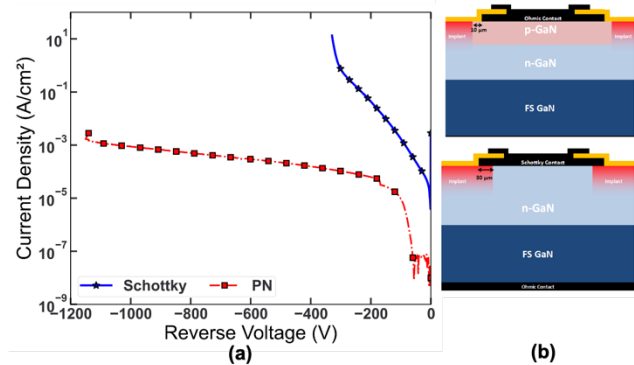 Current Density (A/cm²)
10¹
10⁻¹
10⁻³
10⁻⁵
10⁻⁷
10⁻⁹
Schottky
PN
−1200
−1000
−800
−600
−400
−200
0
Reverse Voltage (V)
(a)
Ohmic Contact
Implant
10 µm
p-GaN
Implant
n-GaN
FS GaN
Schottky Contact
Implant
30 µm
Implant
n-GaN
FS GaN
Ohmic Contact
(b)